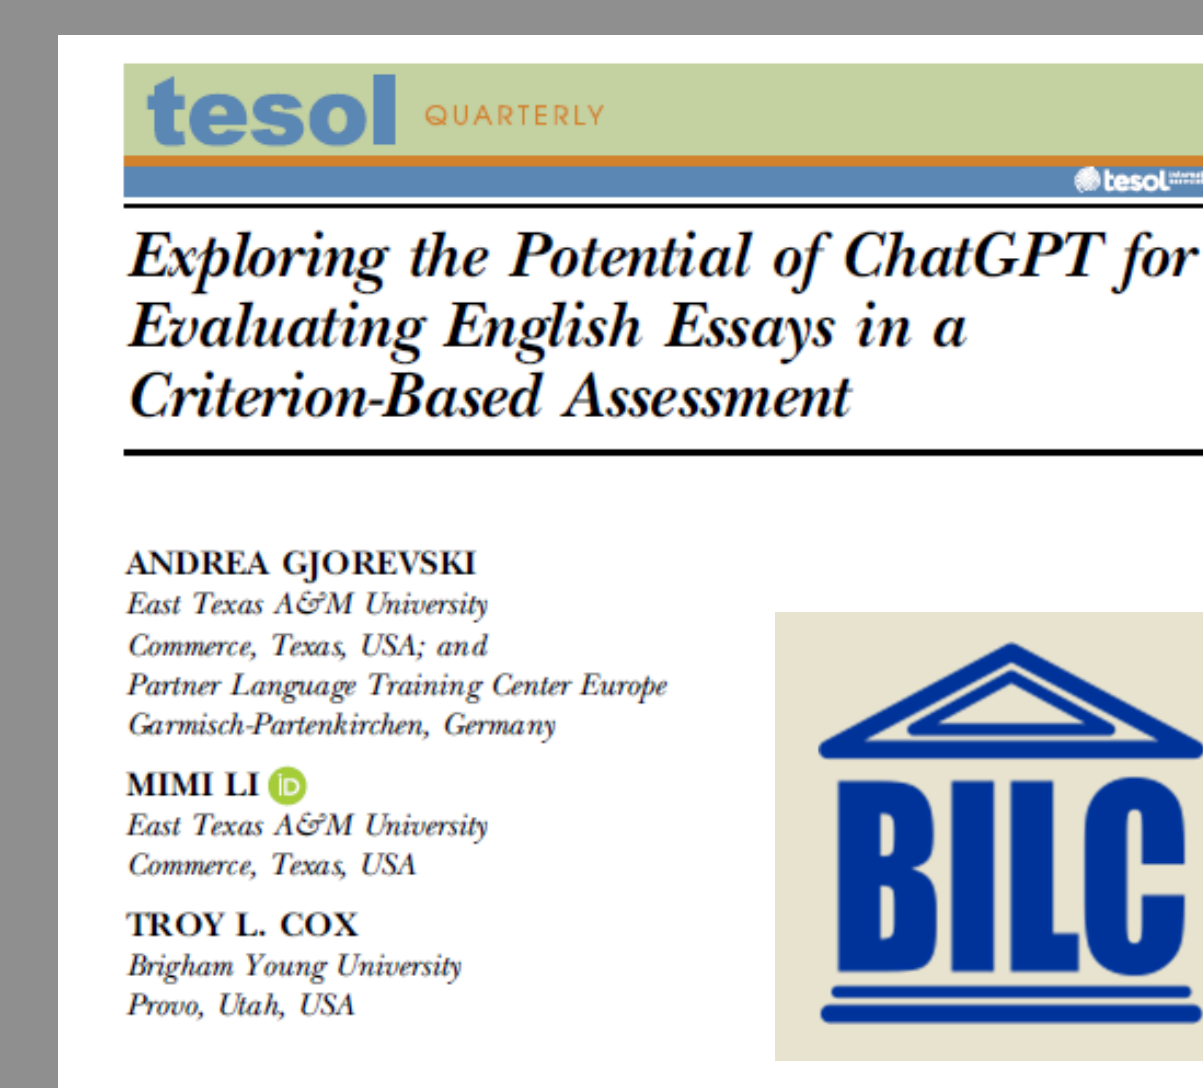 tesol QUARTERLY
tesol
Exploring the Potential of ChatGPT for
Evaluating English Essays in a
Criterion-Based Assessment
ANDREA GJOREVSKI
East Texas A&M University
Commerce, Texas, USA; and
Partner Language Training Center Europe
Garmisch-Partenkirchen, Germany
MIMI LI iD
East Texas A&M University
Commerce, Texas, USA
TROY L. COX
Brigham Young University
Provo, Utah, USA
BILC